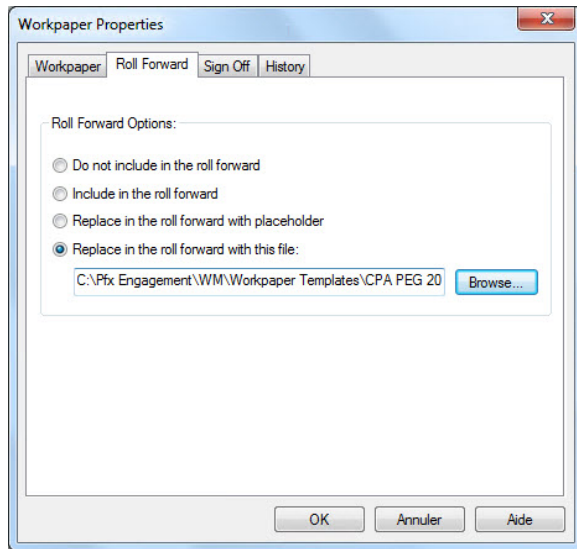 Workpaper Properties
Workpaper Roll Forward Sign Off History
Roll Forward Options:
Do not include in the roll forward
Include in the roll forward
Replace in the roll forward with placeholder
Replace in the roll forward with this file:
C:\Pfx Engagement\WM\Workpaper Templates\CPA PEG 20 Browse...
OK Annuler Aide